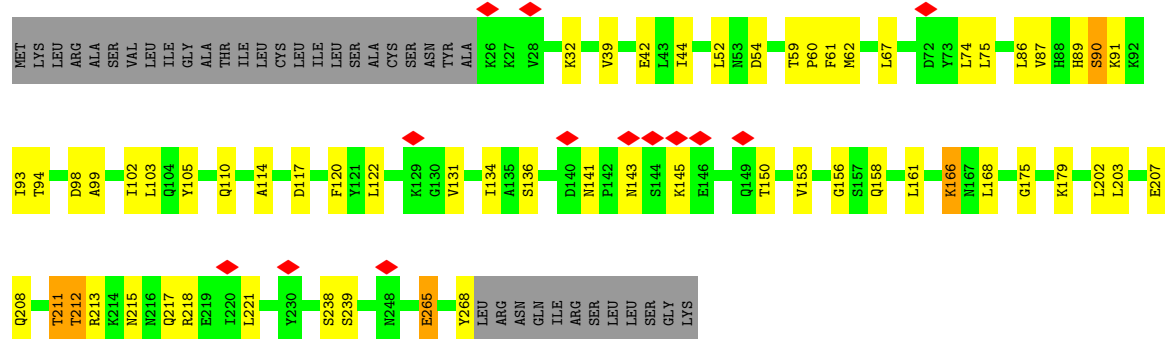 MET LYS LEU ARG ALA SER VAL LEU ILE GLY ALA THR ILE LEU CYS LEU ILE LEU SER ALA CYS SER ASN TYR ALA K26 K27 V28 K32 V39 E42 L43 I44 L52 N53 D54 T59 P60 F61 M62 L67 D72 Y73 L74 L75 L86 V87 H88 H89 S90 K91 K92
I93 T94 D98 A99 I102 L103 Q104 Y105 Q110 A114 D117 F120 Y121 L122 K129 G130 V131 I134 A135 S136 D140 N141 P142 N143 S144 K145 E146 Q149 T150 V153 G156 S157 Q158 L161 K166 N167 L168 G175 K179 L202 L203 E207
Q208 T211 T212 R213 K214 N215 N216 Q217 R218 E219 I220 L221 Y230 S238 S239 N248 E265 Y268 LEU ARG ASN GLN ILE ARG SER LEU LEU SER GLY LYS